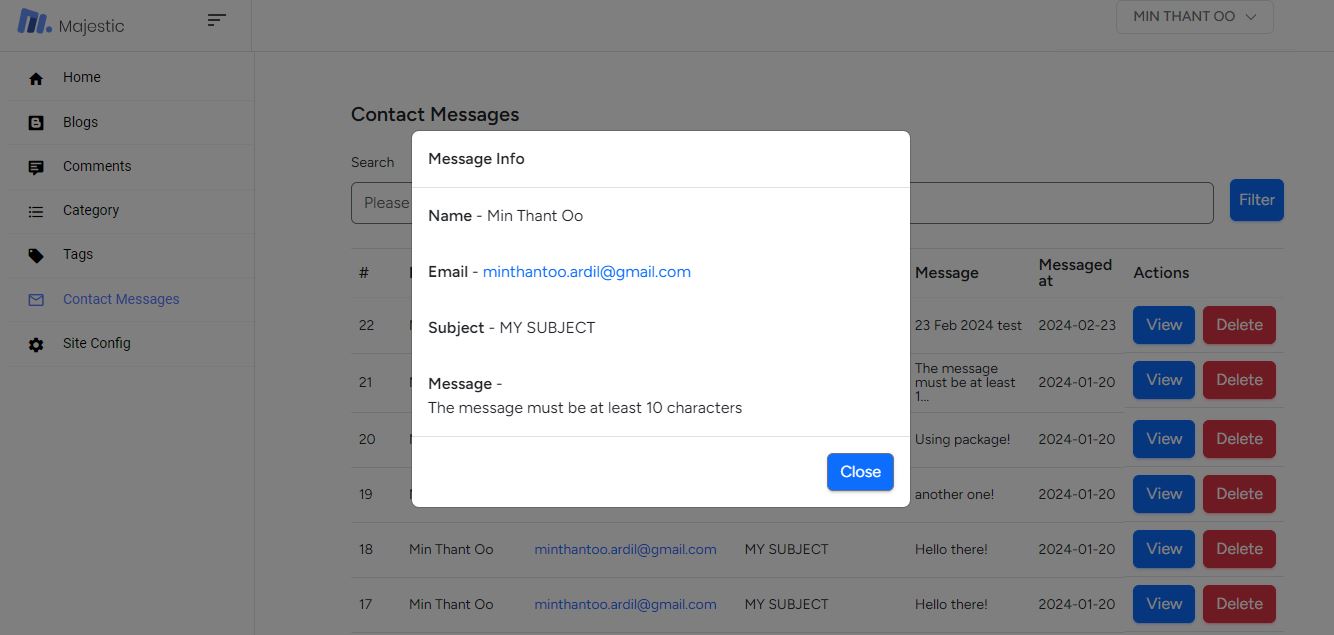 Majestic
MIN THANT OO
Home
Blogs
Comments
Category
Tags
Contact Messages
Site Config
Contact Messages
Search
Please
Filter
Message Info
Name - Min Thant Oo
Email - minthantoo.ardil@gmail.com
Subject - MY SUBJECT
Message -
The message must be at least 10 characters
Close
# Message Messaged at Actions
22 23 Feb 2024 test 2024-02-23 View Delete
21 The message must be at least 1... 2024-01-20 View Delete
20 Using package! 2024-01-20 View Delete
19 another one! 2024-01-20 View Delete
18 Min Thant Oo minthantoo.ardil@gmail.com MY SUBJECT Hello there! 2024-01-20 View Delete
17 Min Thant Oo minthantoo.ardil@gmail.com MY SUBJECT Hello there! 2024-01-20 View Delete